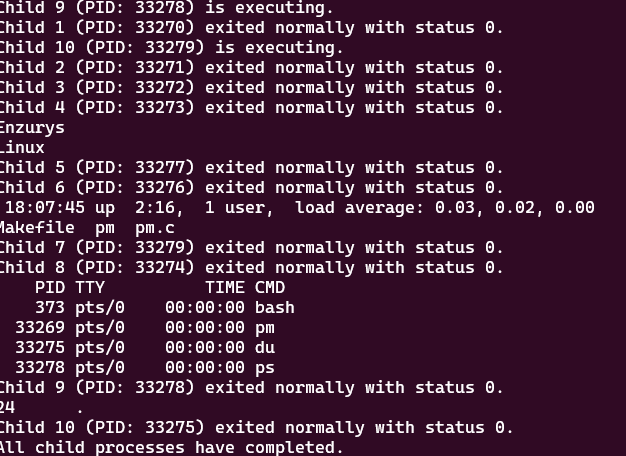 Child 9 (PID: 33278) is executing.
Child 1 (PID: 33270) exited normally with status 0.
Child 10 (PID: 33279) is executing.
Child 2 (PID: 33271) exited normally with status 0.
Child 3 (PID: 33272) exited normally with status 0.
Child 4 (PID: 33273) exited normally with status 0.
Enzurys
Linux
Child 5 (PID: 33277) exited normally with status 0.
Child 6 (PID: 33276) exited normally with status 0.
 18:07:45 up  2:16,  1 user,  load average: 0.03, 0.02, 0.00
Makefile  pm  pm.c
Child 7 (PID: 33279) exited normally with status 0.
Child 8 (PID: 33274) exited normally with status 0.
    PID TTY          TIME CMD
    373 pts/0    00:00:00 bash
  33269 pts/0    00:00:00 pm
  33275 pts/0    00:00:00 du
  33278 pts/0    00:00:00 ps
Child 9 (PID: 33278) exited normally with status 0.
24      .
Child 10 (PID: 33275) exited normally with status 0.
All child processes have completed.